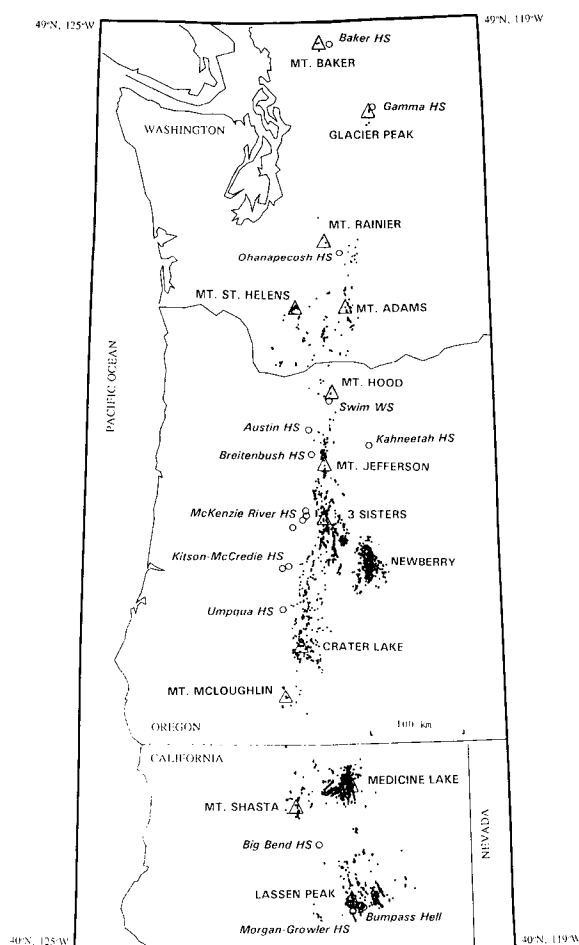 49°N, 125°W
49°N, 119°W
Baker HS
MT. BAKER
Gamma HS
WASHINGTON
GLACIER PEAK
MT. RAINIER
Ohanapecosh HS
MT. ST. HELENS
MT. ADAMS
PACIFIC OCEAN
MT. HOOD
Swim WS
Austin HS
Kahneetah HS
Breitenbush HS
MT. JEFFERSON
McKenzie River HS
3 SISTERS
Kitson-McCredie HS
NEWBERRY
Umpqua HS
CRATER LAKE
MT. MCLOUGHLIN
OREGON
100 km
CALIFORNIA
MEDICINE LAKE
MT. SHASTA
NEVADA
Big Bend HS
LASSEN PEAK
Bumpass Hell
Morgan-Growler HS
40°N, 125°W
40°N, 119°W